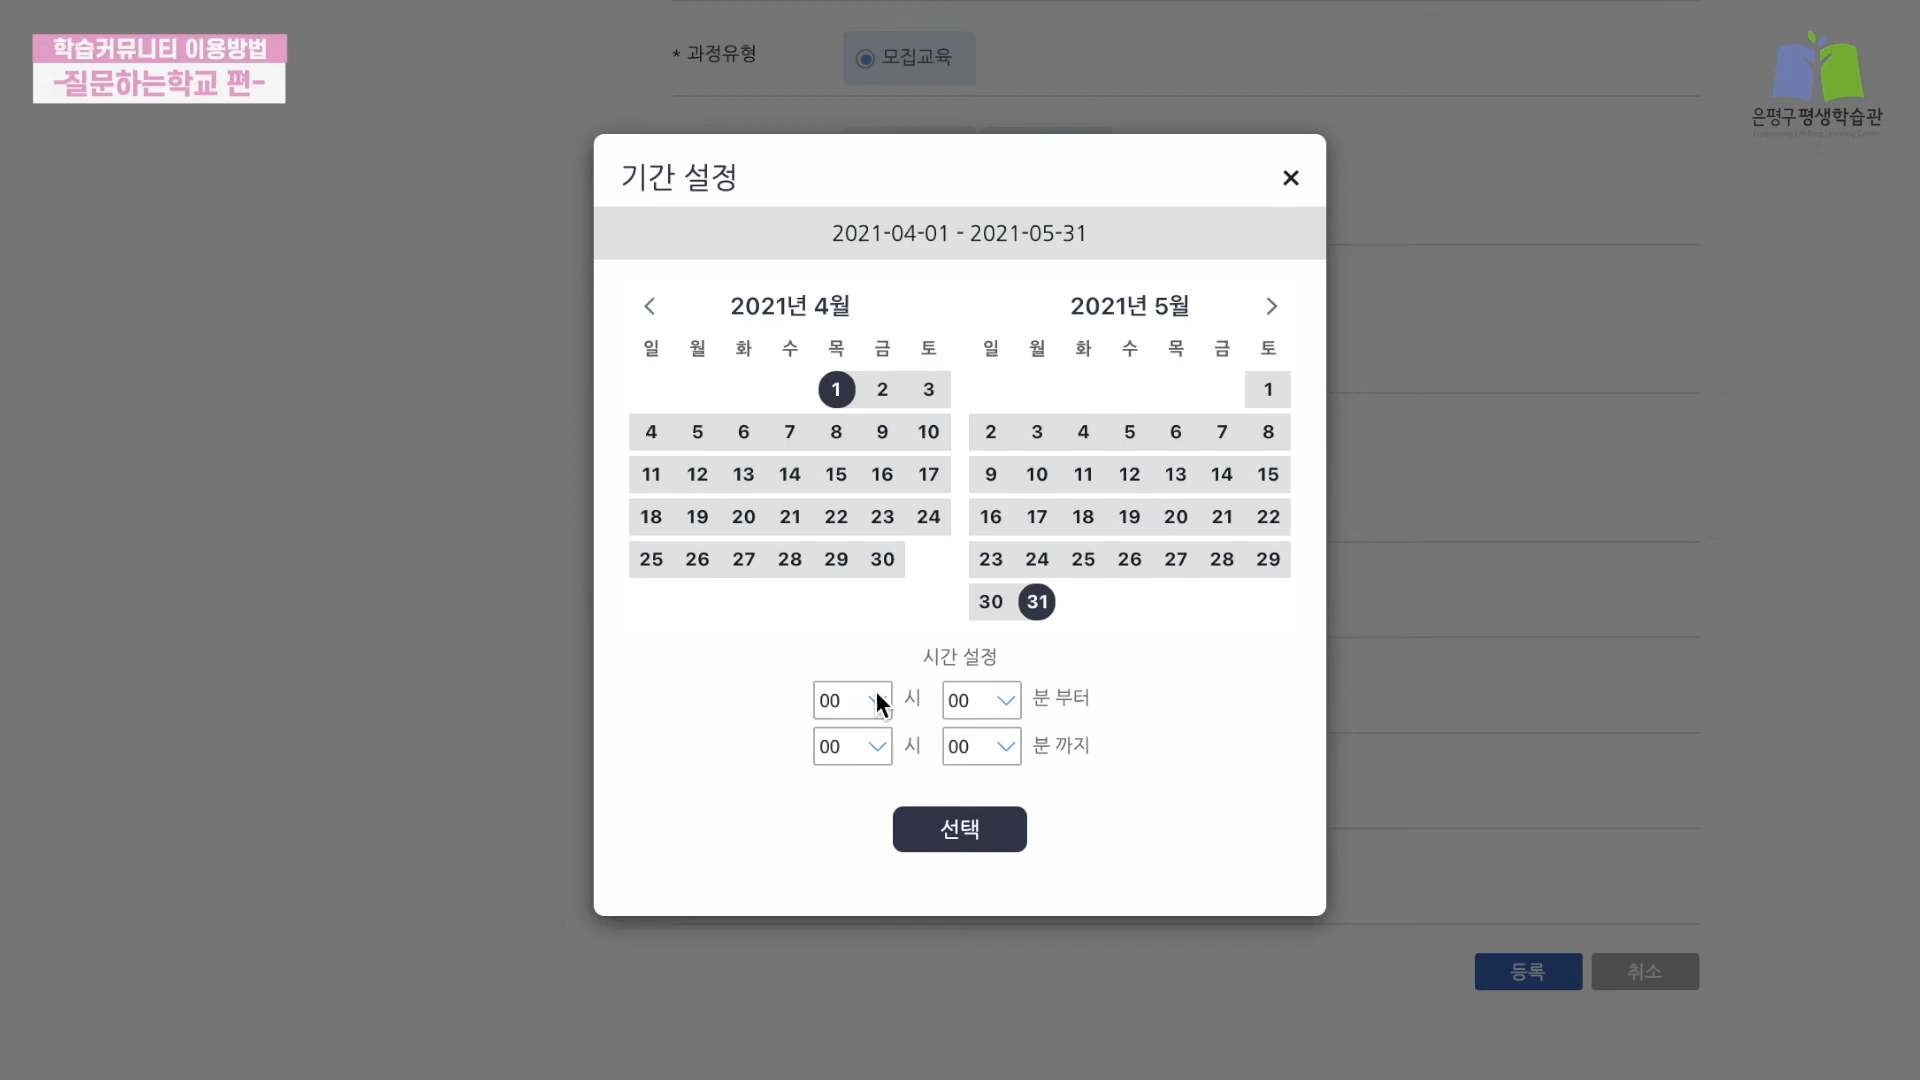 학습커뮤니티 이용방법
-질문하는학교 편-
* 과정유형
모집교육
은평구평생학습관
기간 설정
×
2021-04-01 - 2021-05-31
2021년 4월
일 월 화 수 목 금 토
1 2 3
4 5 6 7 8 9 10
11 12 13 14 15 16 17
18 19 20 21 22 23 24
25 26 27 28 29 30
2021년 5월
일 월 화 수 목 금 토
1
2 3 4 5 6 7 8
9 10 11 12 13 14 15
16 17 18 19 20 21 22
23 24 25 26 27 28 29
30 31
시간 설정
00 시 00 분 부터
00 시 00 분 까지
선택
등록 취소